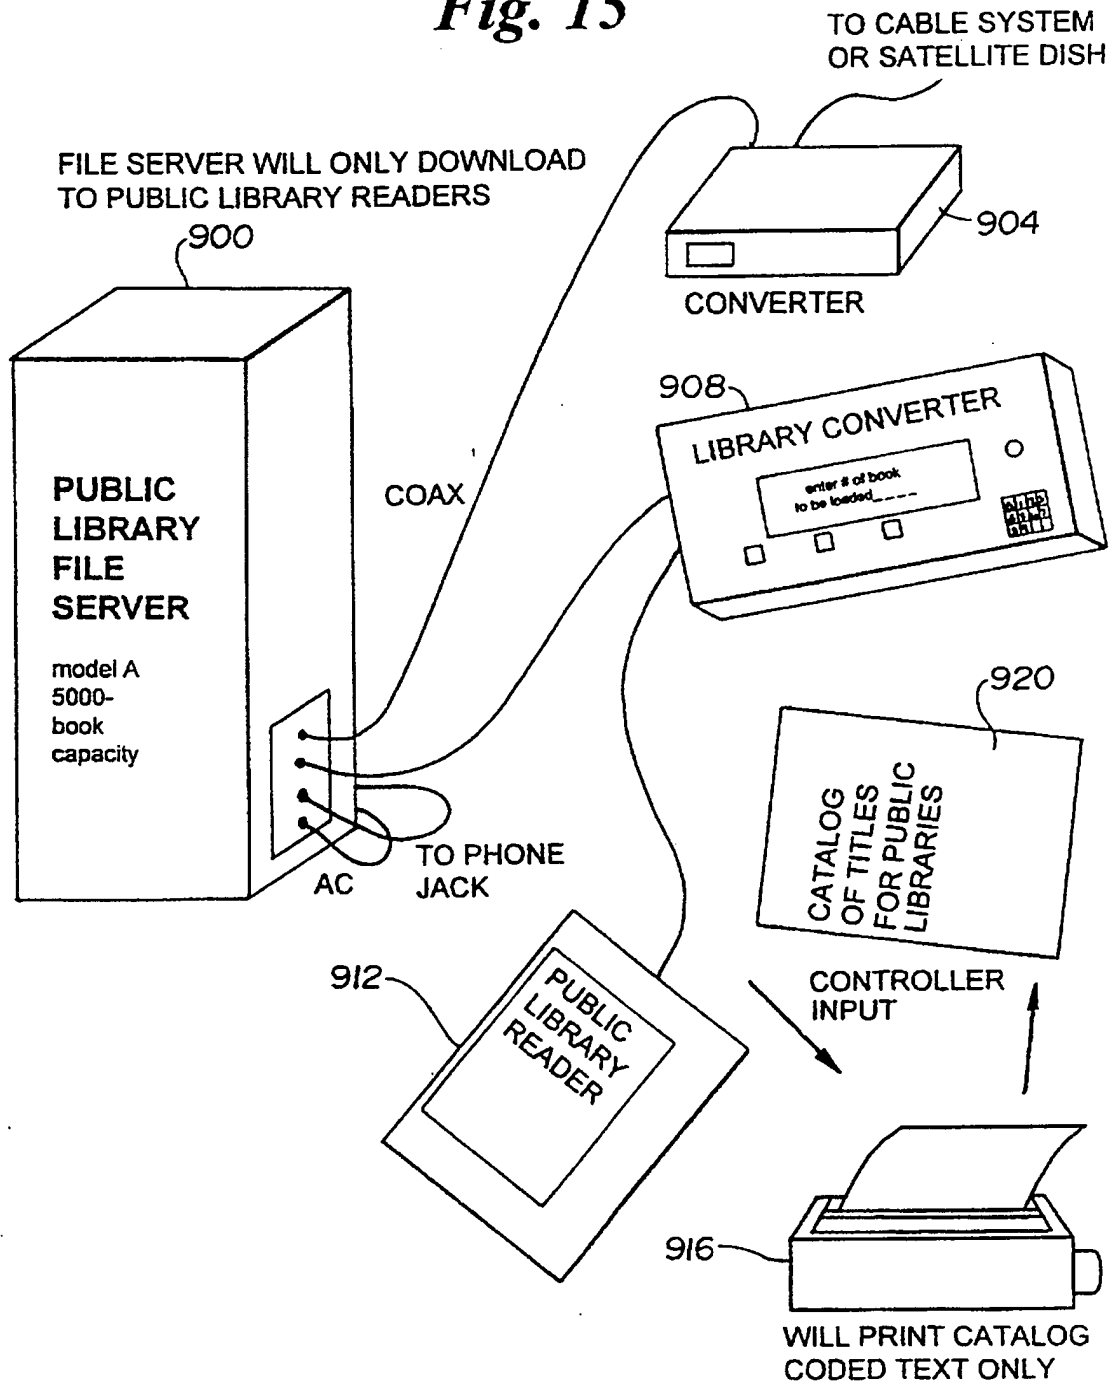 Fig. 15
TO CABLE SYSTEM
OR SATELLITE DISH
FILE SERVER WILL ONLY DOWNLOAD
TO PUBLIC LIBRARY READERS
900
904
CONVERTER
908
LIBRARY CONVERTER
enter # of book
to be loaded____
COAX
PUBLIC
LIBRARY
FILE
SERVER
model A
5000-
book
capacity
920
CATALOG
OF TITLES
FOR PUBLIC
LIBRARIES
TO PHONE
JACK
AC
912
PUBLIC
LIBRARY
READER
CONTROLLER
INPUT
916
WILL PRINT CATALOG
CODED TEXT ONLY